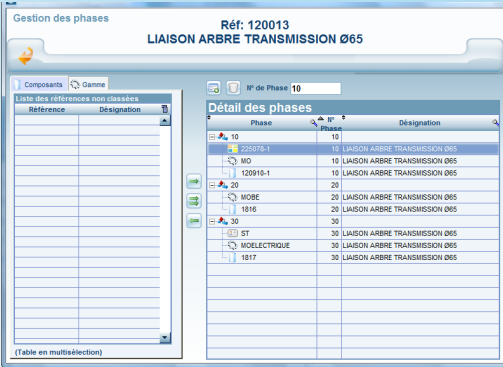 Gestion des phases
Réf: 120013
LIAISON ARBRE TRANSMISSION Ø65
Composants Gamme
Liste des références non classées
Référence Désignation
(Table en multisélection)
N° de Phase 10
Détail des phases
Phase N° Phase Désignation
10 10
225078-1 10 LIAISON ARBRE TRANSMISSION Ø65
MO 10 LIAISON ARBRE TRANSMISSION Ø65
120910-1 10 LIAISON ARBRE TRANSMISSION Ø65
20 20
MOBE 20 LIAISON ARBRE TRANSMISSION Ø65
1816 20 LIAISON ARBRE TRANSMISSION Ø65
30 30
ST 30 LIAISON ARBRE TRANSMISSION Ø65
MOELECTRIQUE 30 LIAISON ARBRE TRANSMISSION Ø65
1817 30 LIAISON ARBRE TRANSMISSION Ø65